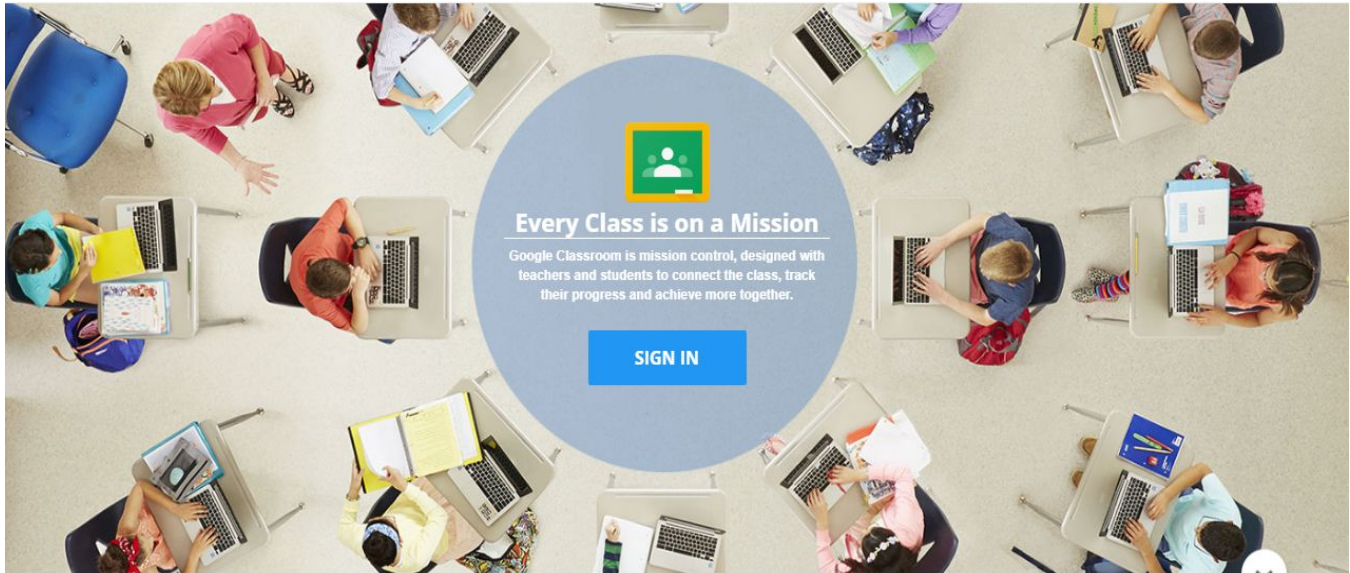 Every Class is on a Mission
Google Classroom is mission control, designed with
teachers and students to connect the class, track
their progress and achieve more together.
SIGN IN